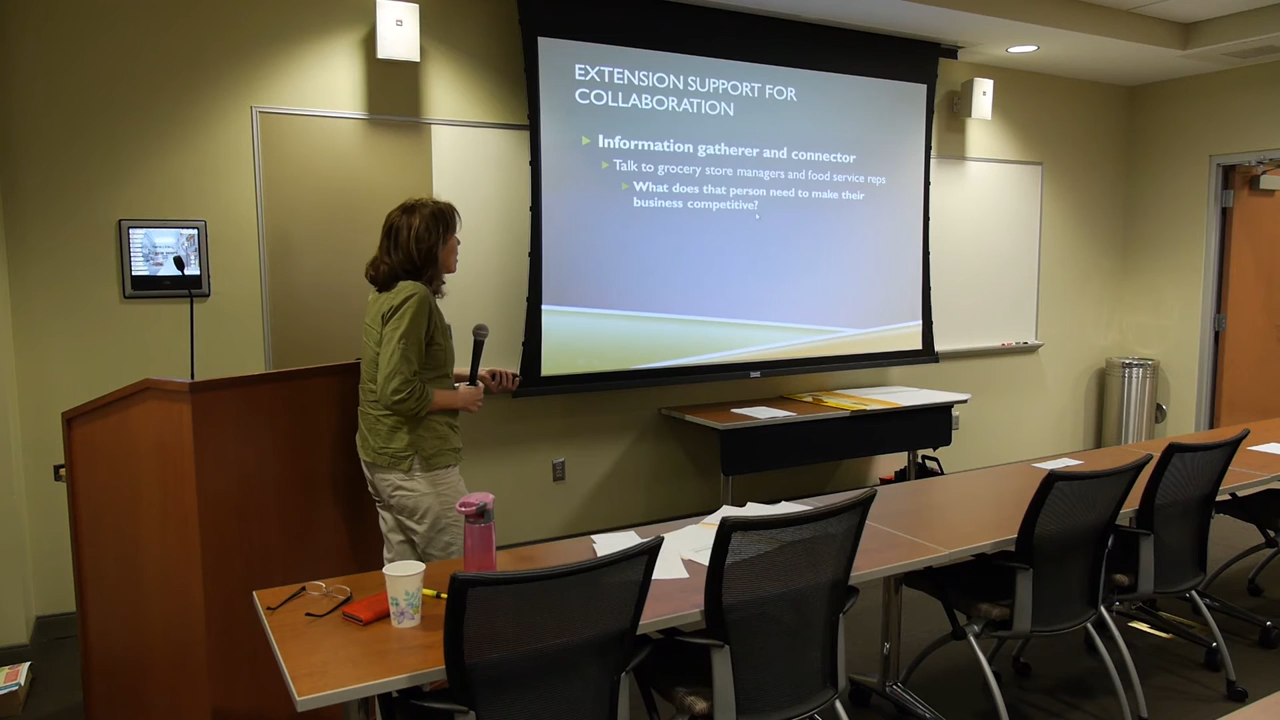 EXTENSION SUPPORT FOR
COLLABORATION
Information gatherer and connector
Talk to grocery store managers and food service reps
What does that person need to make their
business competitive?